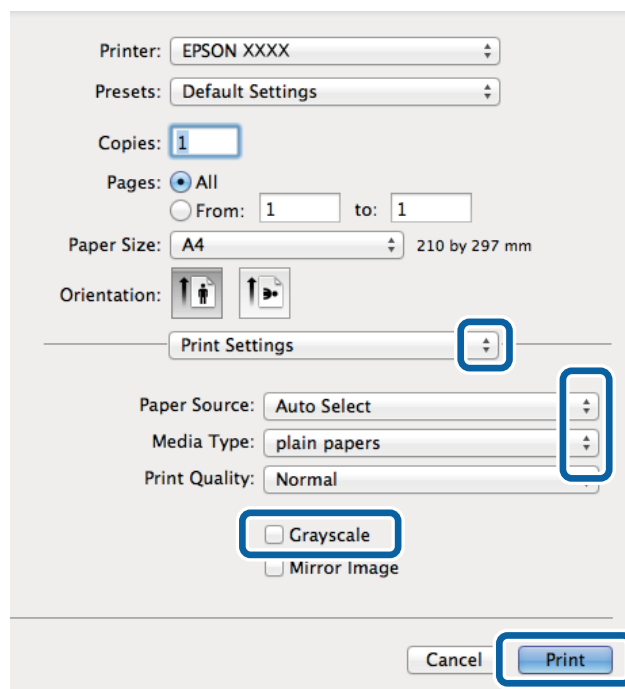 Printer: EPSON XXXX
Presets: Default Settings
Copies: 1
Pages: All
From: 1 to: 1
Paper Size: A4 210 by 297 mm
Orientation:
Print Settings
Paper Source: Auto Select
Media Type: plain papers
Print Quality: Normal
Grayscale
Mirror Image
Cancel Print